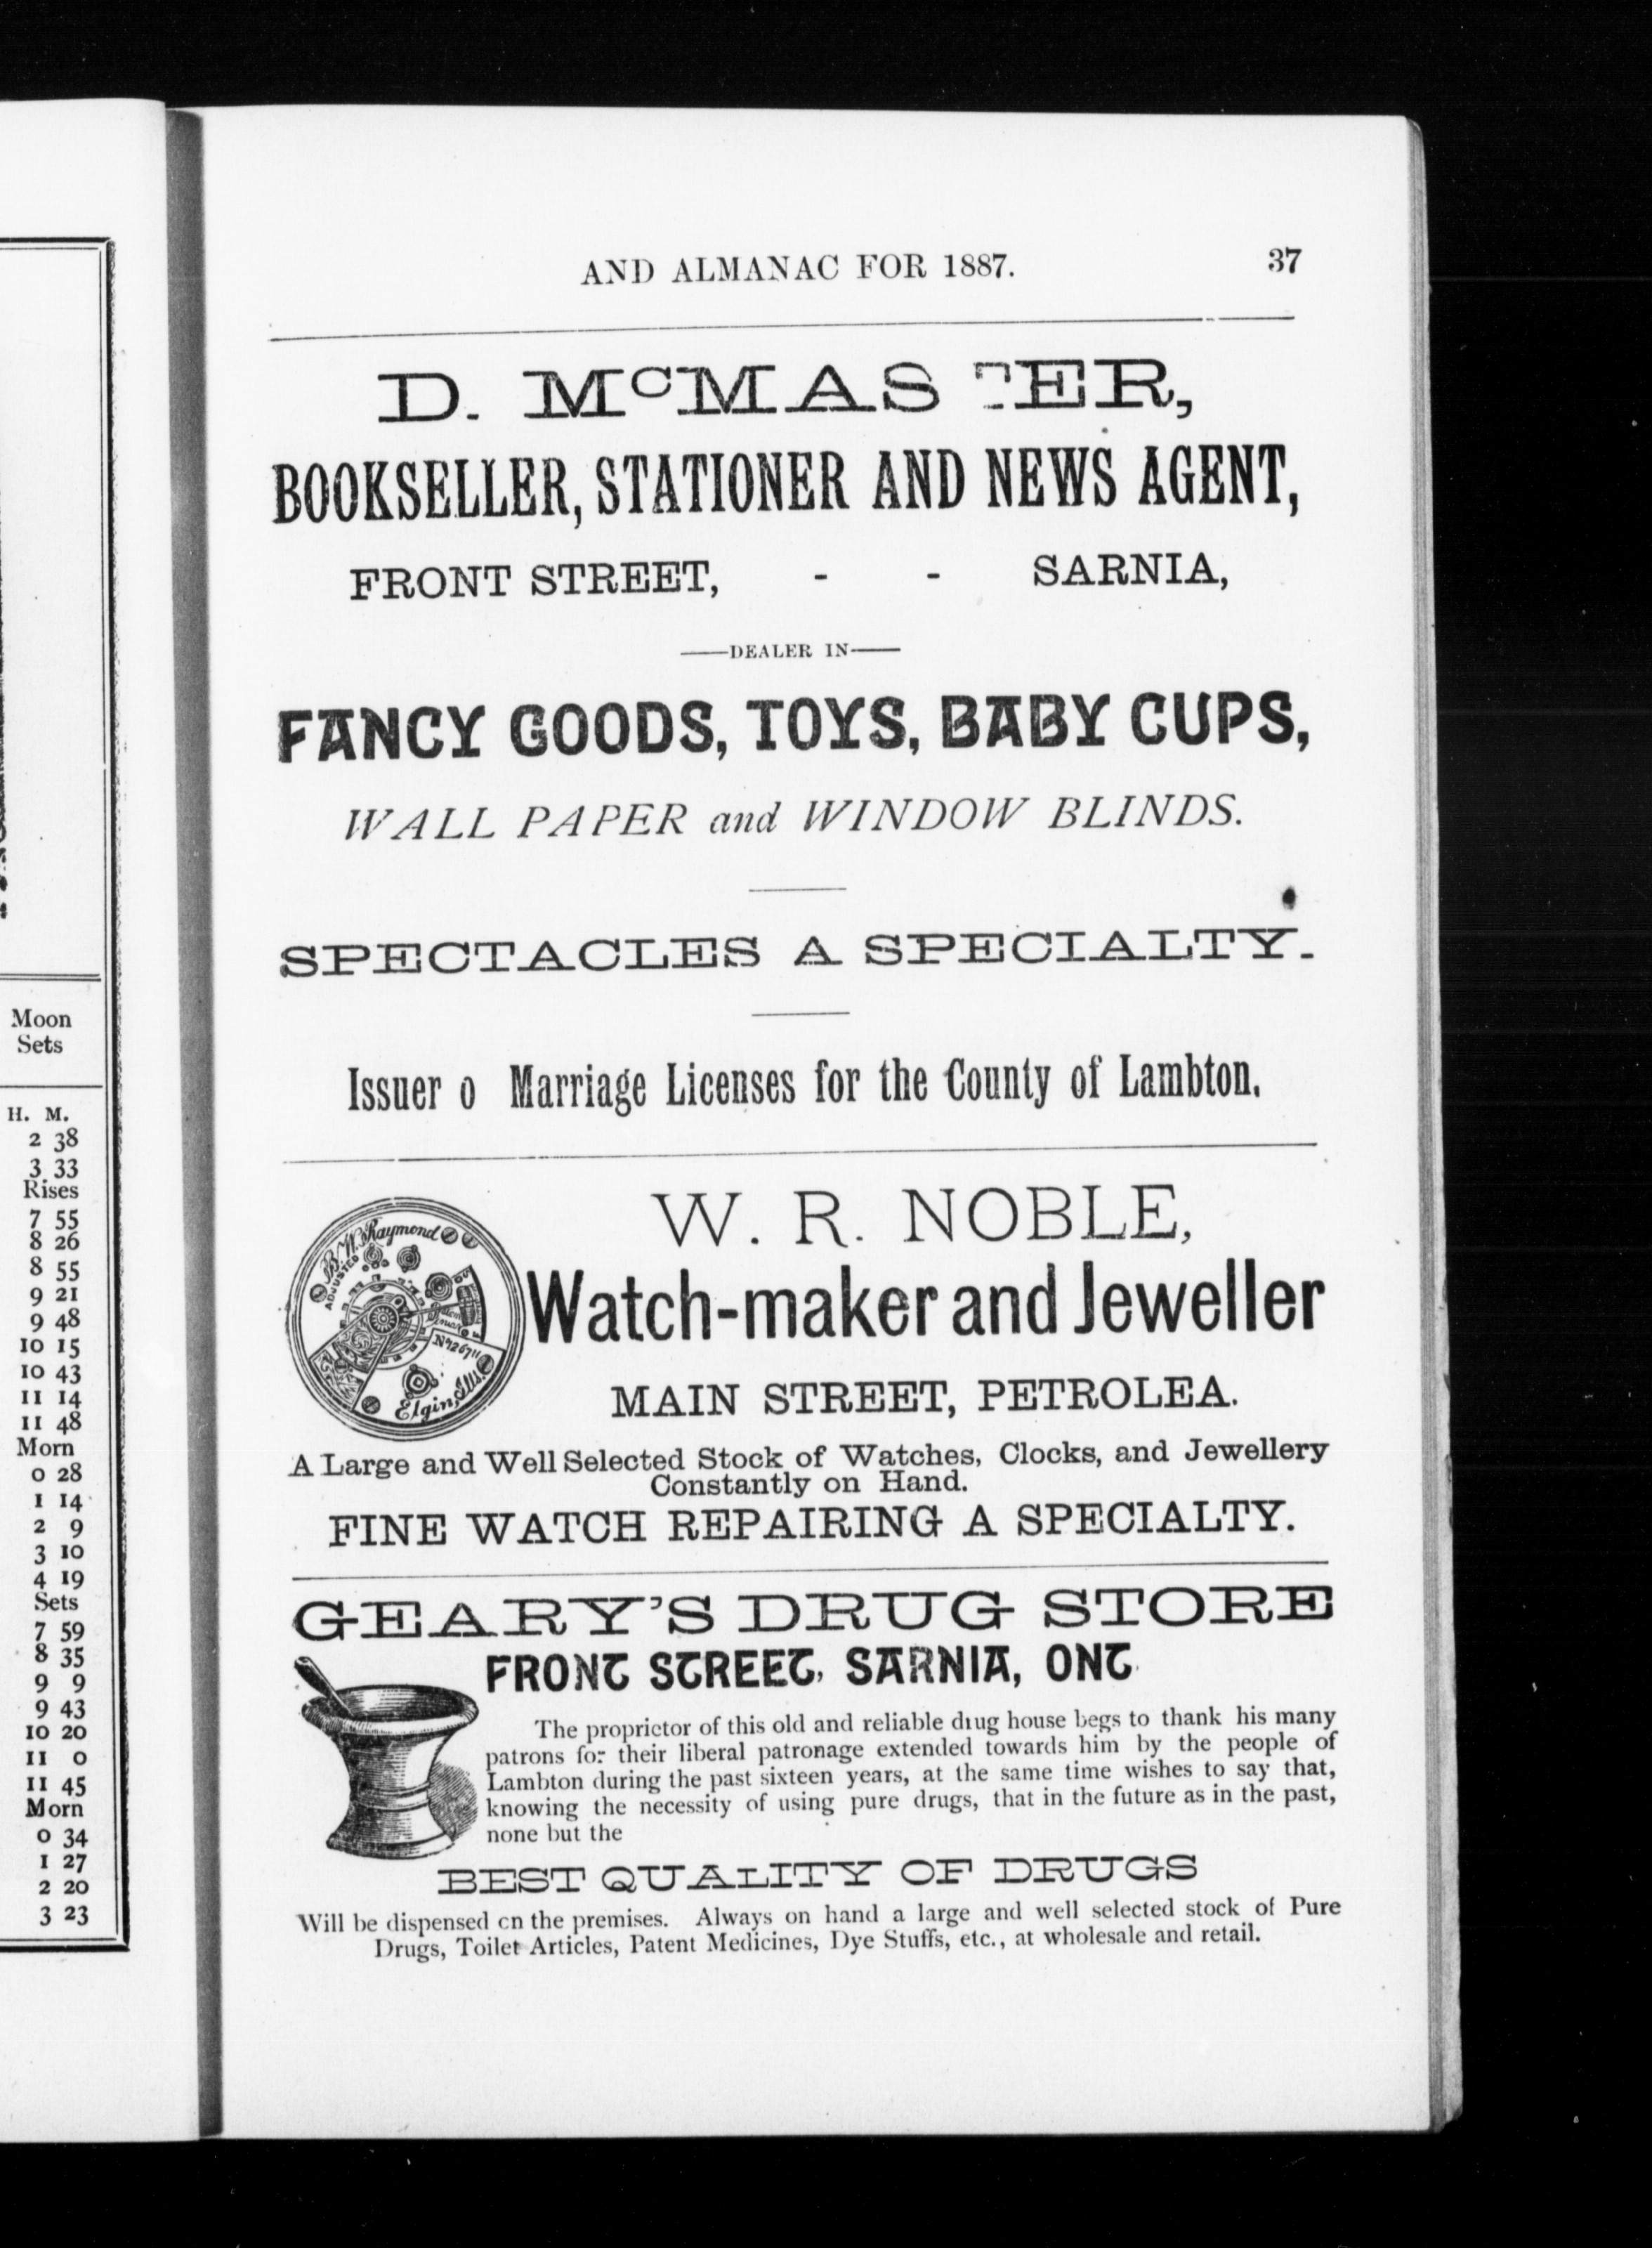 Moon
Sets
H. M.
2 38
3 33
Rises
7 55
8 26
8 55
9 21
9 48
10 15
10 43
11 14
11 48
Morn
0 28
1 14
2 9
3 10
4 19
Sets
7 59
8 35
9 9
9 43
10 20
11 0
11 45
Morn
0 34
1 27
2 20
3 23
AND ALMANAC FOR 1887. 37
D. McMASTER,
BOOKSELLER, STATIONER AND NEWS AGENT,
FRONT STREET, - - SARNIA,
——DEALER IN——
FANCY GOODS, TOYS, BABY CUPS,
WALL PAPER and WINDOW BLINDS.
SPECTACLES A SPECIALTY.
Issuer o Marriage Licenses for the County of Lambton.
B. W. Raymond
ADJUSTED
Elgin, Ills.
W. R. NOBLE,
Watch-maker and Jeweller
MAIN STREET, PETROLEA.
A Large and Well Selected Stock of Watches, Clocks, and Jewellery
Constantly on Hand.
FINE WATCH REPAIRING A SPECIALTY.
GEARY'S DRUG STORE
FRONT STREET, SARNIA, ONT.
The proprietor of this old and reliable drug house begs to thank his many
patrons for their liberal patronage extended towards him by the people of
Lambton during the past sixteen years, at the same time wishes to say that,
knowing the necessity of using pure drugs, that in the future as in the past,
none but the
BEST QUALITY OF DRUGS
Will be dispensed on the premises. Always on hand a large and well selected stock of Pure
Drugs, Toilet Articles, Patent Medicines, Dye Stuffs, etc., at wholesale and retail.